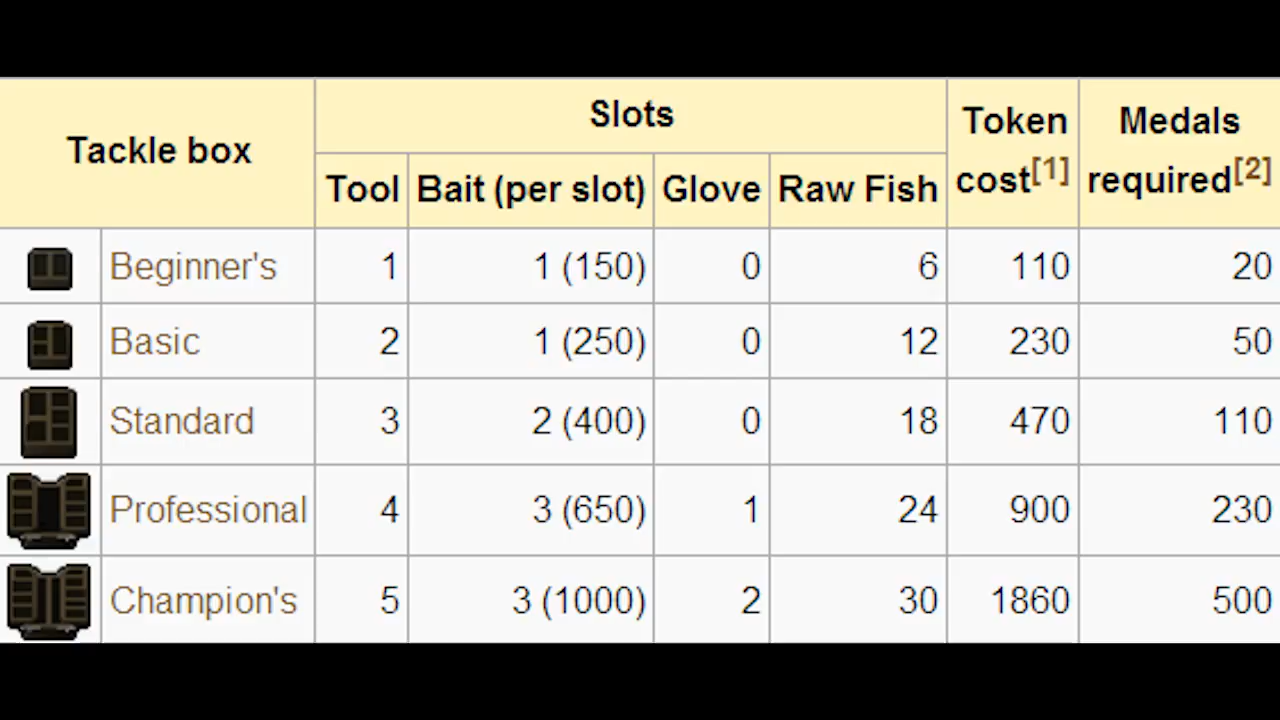 Tackle box Slots Token cost[1] Medals required[2]
Tool Bait (per slot) Glove Raw Fish
Beginner's 1 1 (150) 0 6 110 20
Basic 2 1 (250) 0 12 230 50
Standard 3 2 (400) 0 18 470 110
Professional 4 3 (650) 1 24 900 230
Champion's 5 3 (1000) 2 30 1860 500